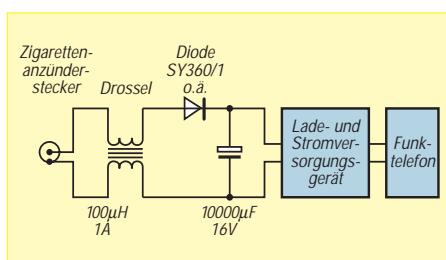 Zigaretten-
anzünder-
stecker
Drossel
Diode
SY360/1
o.ä.
Lade- und
Stromver-
sorgungs-
gerät
Funk-
telefon
100µH
1A
10000µF
16V